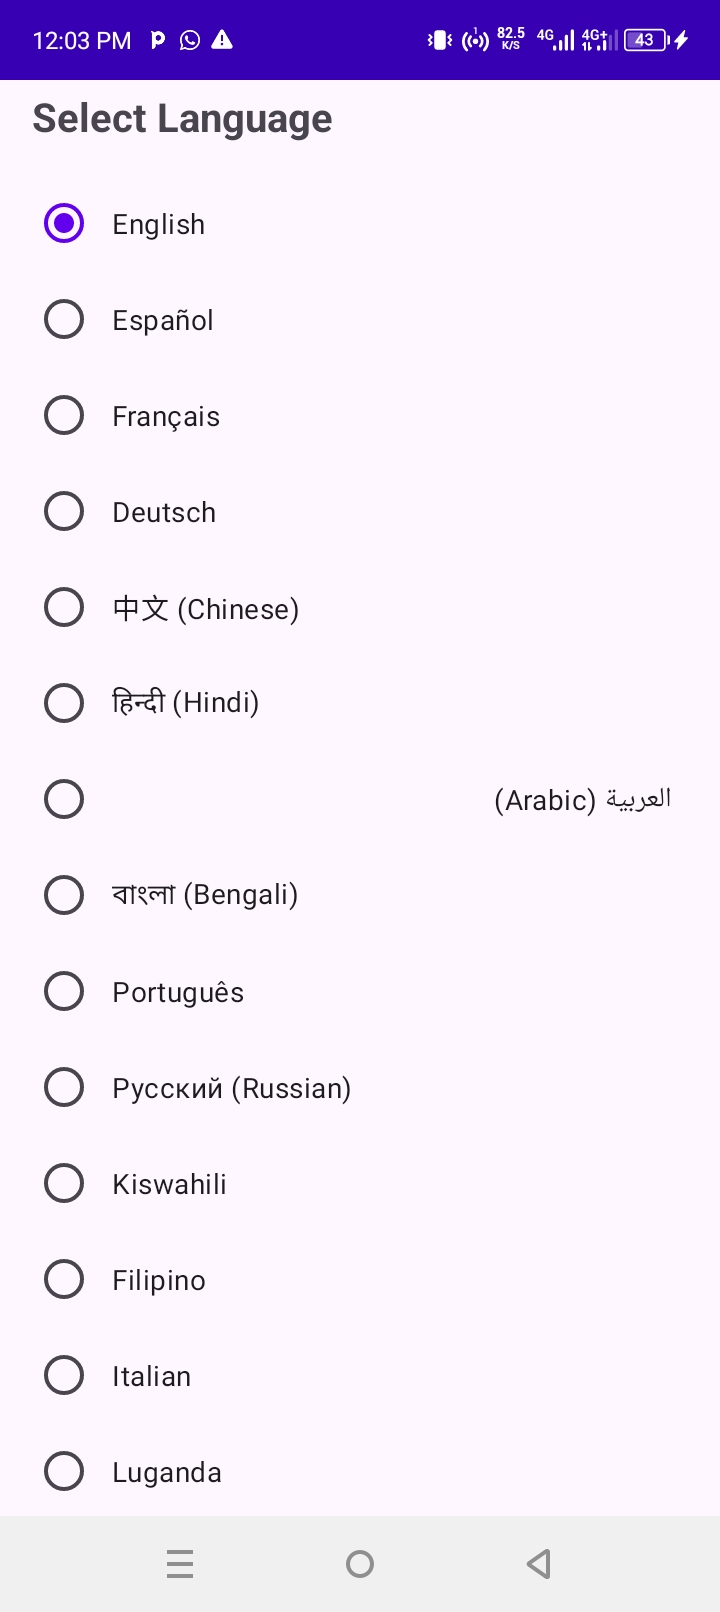 12:03 PM 82.5 K/S 4G 4G+ 43
Select Language
English
Español
Français
Deutsch
中文 (Chinese)
हिन्दी (Hindi)
العربية (Arabic)
বাংলা (Bengali)
Português
Русский (Russian)
Kiswahili
Filipino
Italian
Luganda